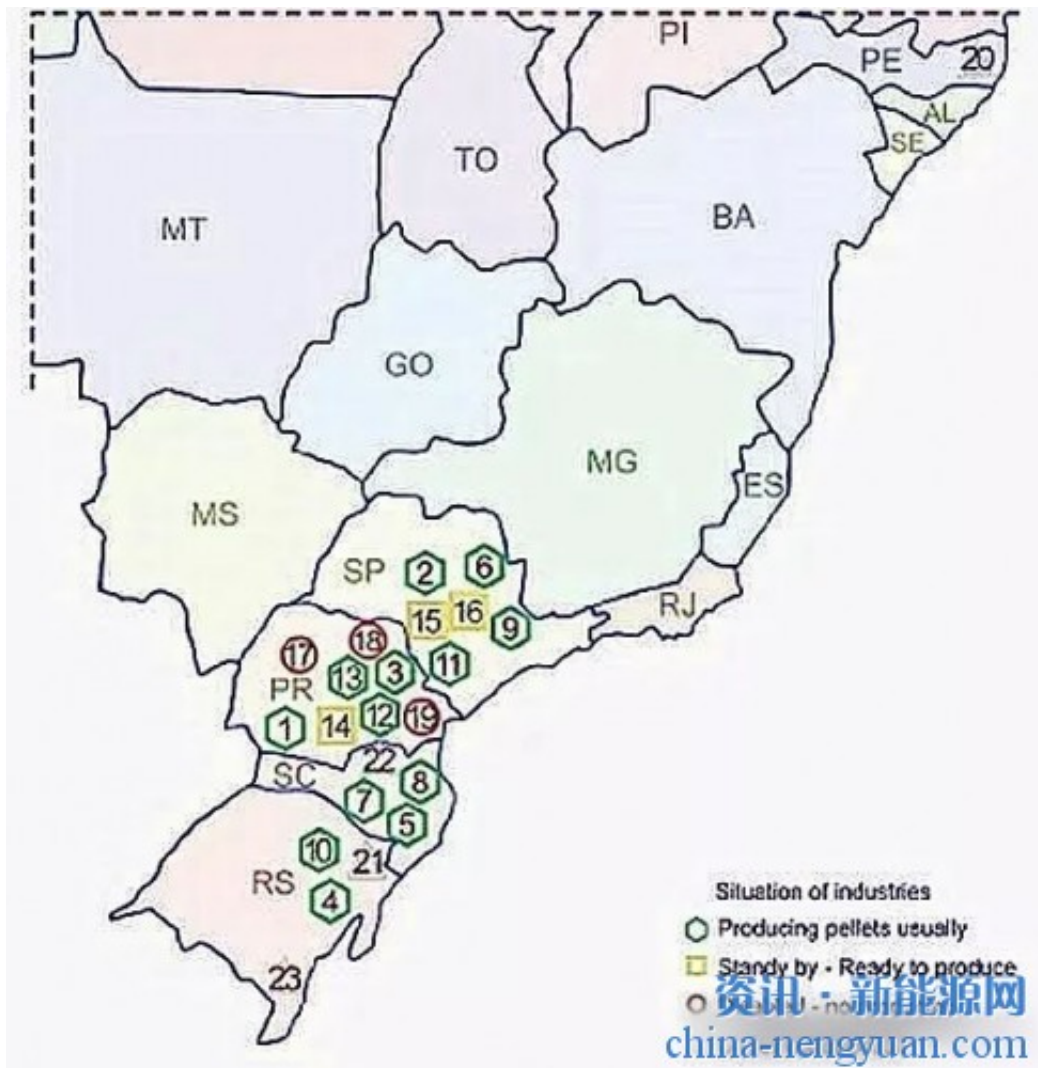 PI
PE
20
AL
SE
TO
BA
MT
GO
MG
ES
MS
SP
2
6
RJ
15
16
9
18
17
11
13
3
PR
1
14
12
19
22
SC
8
7
5
10
21
RS
4
23
Situation of industries
Producing pellets usually
Standy by - Ready to produce
资讯·新能源网
china-nengyuan.com